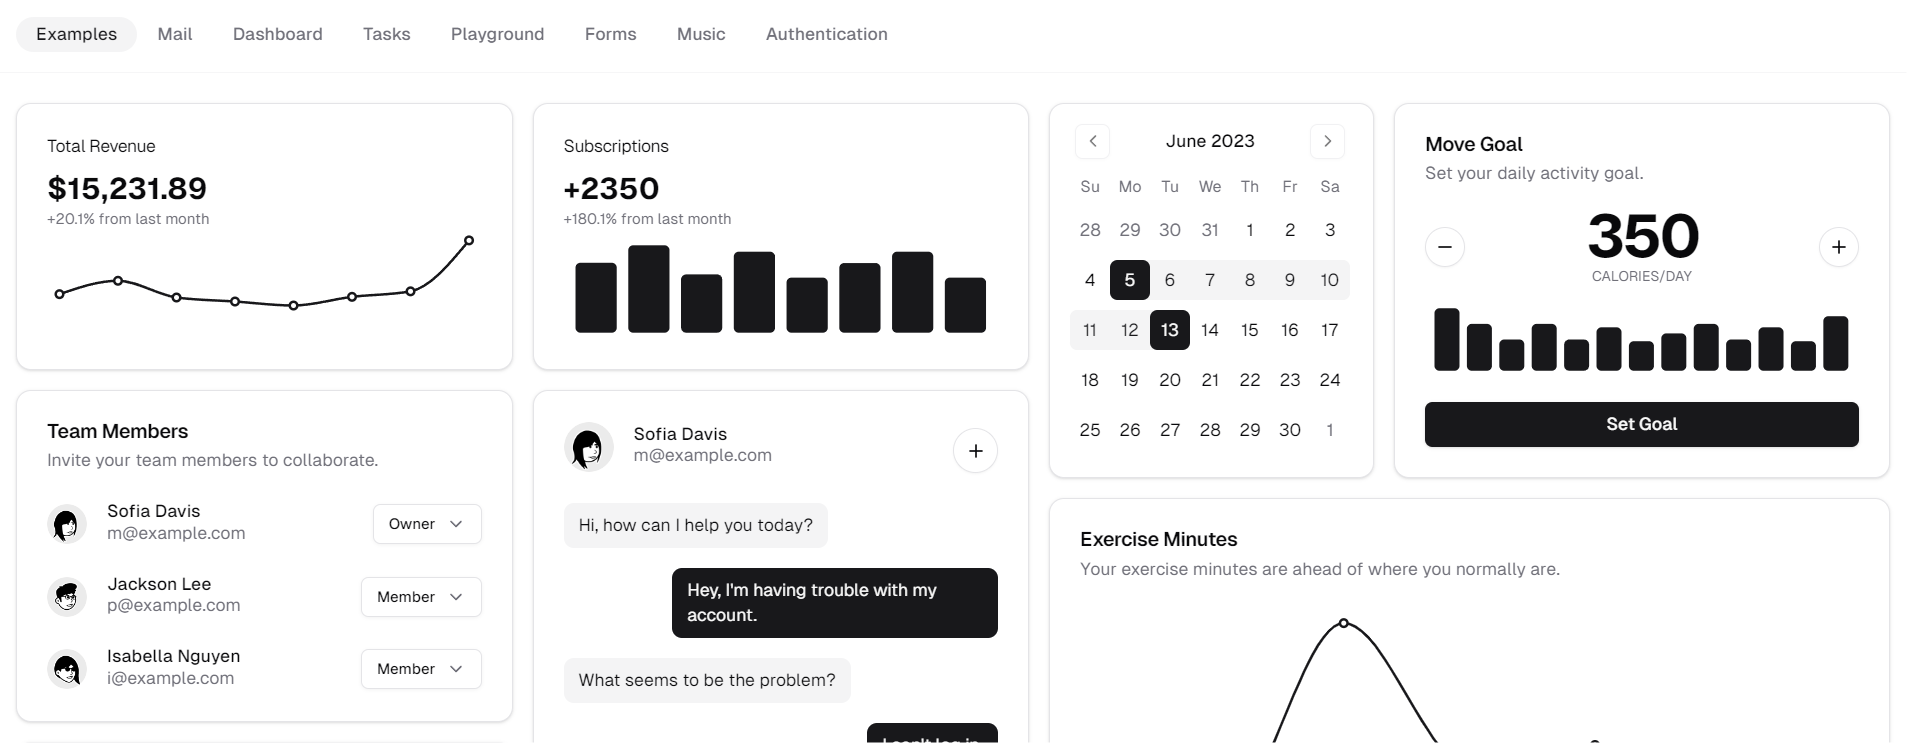 Examples Mail Dashboard Tasks Playground Forms Music Authentication
Total Revenue
$15,231.89
+20.1% from last month
Subscriptions
+2350
+180.1% from last month
June 2023
Su Mo Tu We Th Fr Sa
28 29 30 31 1 2 3
4 5 6 7 8 9 10
11 12 13 14 15 16 17
18 19 20 21 22 23 24
25 26 27 28 29 30 1
Move Goal
Set your daily activity goal.
350
CALORIES/DAY
Set Goal
Team Members
Invite your team members to collaborate.
Sofia Davis
m@example.com
Owner
Jackson Lee
p@example.com
Member
Isabella Nguyen
i@example.com
Member
Sofia Davis
m@example.com
Hi, how can I help you today?
Hey, I'm having trouble with my
account.
What seems to be the problem?
Exercise Minutes
Your exercise minutes are ahead of where you normally are.